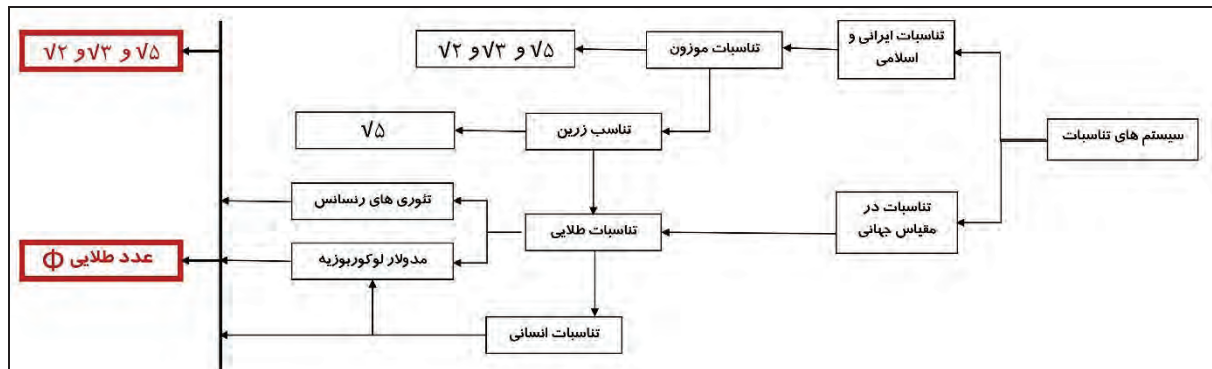 سیستم های تناسبات
تناسبات ایرانی و
اسلامی
تناسبات موزون
√۵ و √۳ و √۲
√۵ و √۳ و √۲
تناسب زرین
√۵
تناسبات در
مقیاس جهانی
تناسبات طلایی
تئوری های رنسانس
مدولار لوکوربوزیه
عدد طلایی Φ
تناسبات انسانی